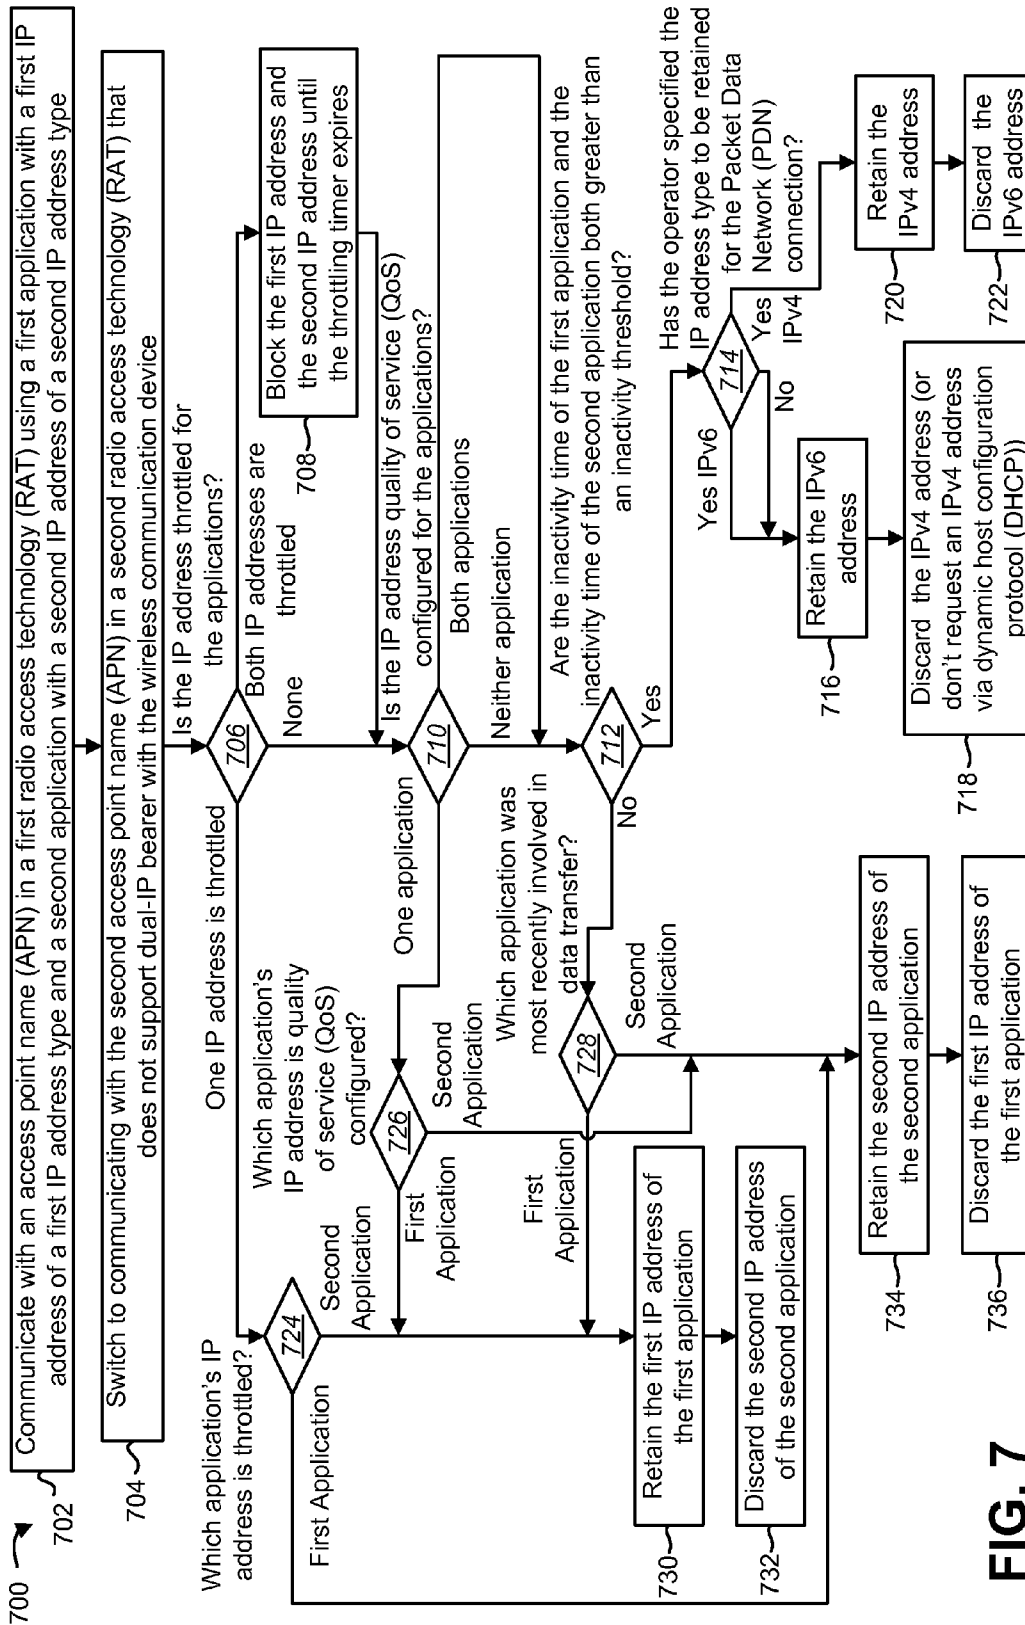 700
702
Communicate with an access point name (APN) in a first radio access technology (RAT) using a first application with a first IP
address of a first IP address type and a second application with a second IP address of a second IP address type
704
Switch to communicating with the second access point name (APN) in a second radio access technology (RAT) that
does not support dual-IP bearer with the wireless communication device
Is the IP address throttled for
the applications?
706
One IP address is throttled
Both IP addresses are
throttled
None
Block the first IP address and
the second IP address until
the throttling timer expires
708
Which application's IP
address is throttled?
724
First Application
Second
Application
Is the IP address quality of service (QoS)
configured for the applications?
710
One application
Both applications
Neither application
Which application's
IP address is quality
of service (QoS)
configured?
726
First
Application
Second
Application
Are the inactivity time of the first application and the
inactivity time of the second application both greater than
an inactivity threshold?
712
No
Yes
Which application was
most recently involved in
data transfer?
728
First
Application
Second
Application
Has the operator specified the
IP address type to be retained
for the Packet Data
Network (PDN)
connection?
714
Yes IPv6
No
Yes
IPv4
Retain the first IP address of
the first application
730
Discard the second IP address
of the second application
732
Retain the IPv6
address
716
Discard the IPv4 address (or
don't request an IPv4 address
via dynamic host configuration
protocol (DHCP))
718
Retain the
IPv4 address
720
Discard the
IPv6 address
722
Retain the second IP address of
the second application
734
Discard the first IP address of
the first application
736
FIG. 7